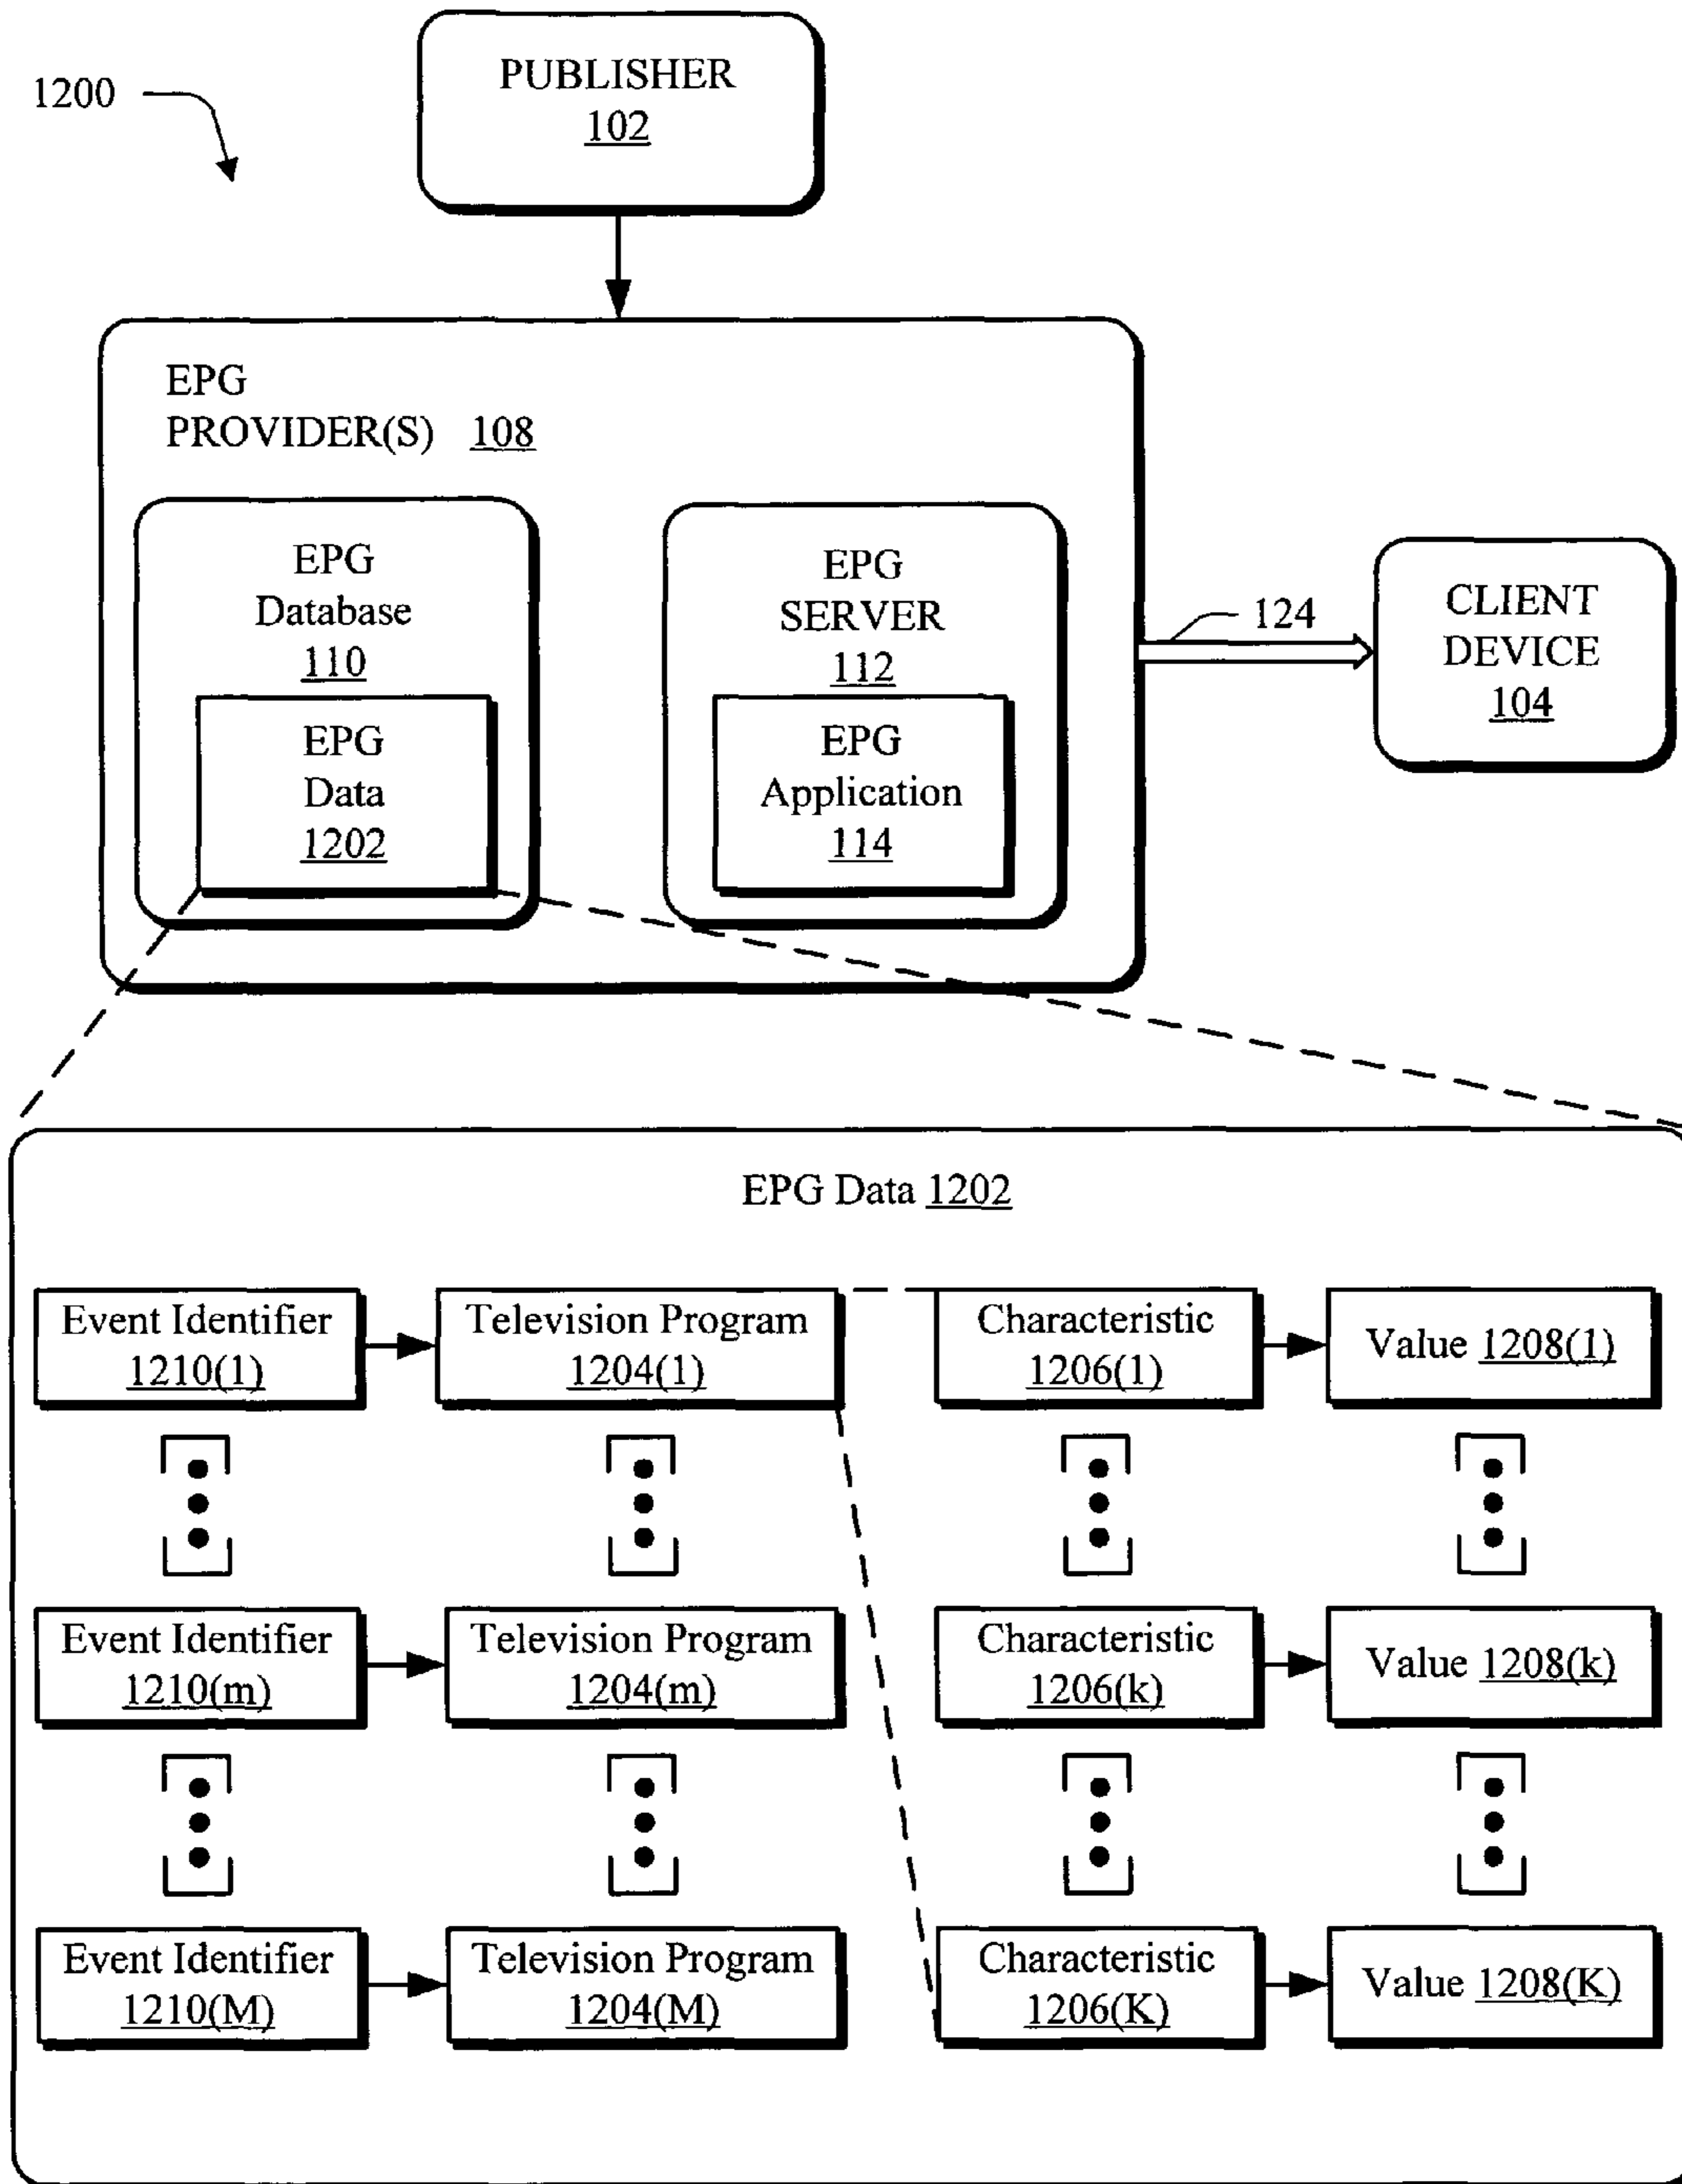 1200
PUBLISHER
102
EPG
PROVIDER(S) 108
EPG
Database
110
EPG
Data
1202
EPG
SERVER
112
EPG
Application
114
124
CLIENT
DEVICE
104
EPG Data 1202
Event Identifier
1210(1)
Television Program
1204(1)
Characteristic
1206(1)
Value 1208(1)
Event Identifier
1210(m)
Television Program
1204(m)
Characteristic
1206(k)
Value 1208(k)
Event Identifier
1210(M)
Television Program
1204(M)
Characteristic
1206(K)
Value 1208(K)